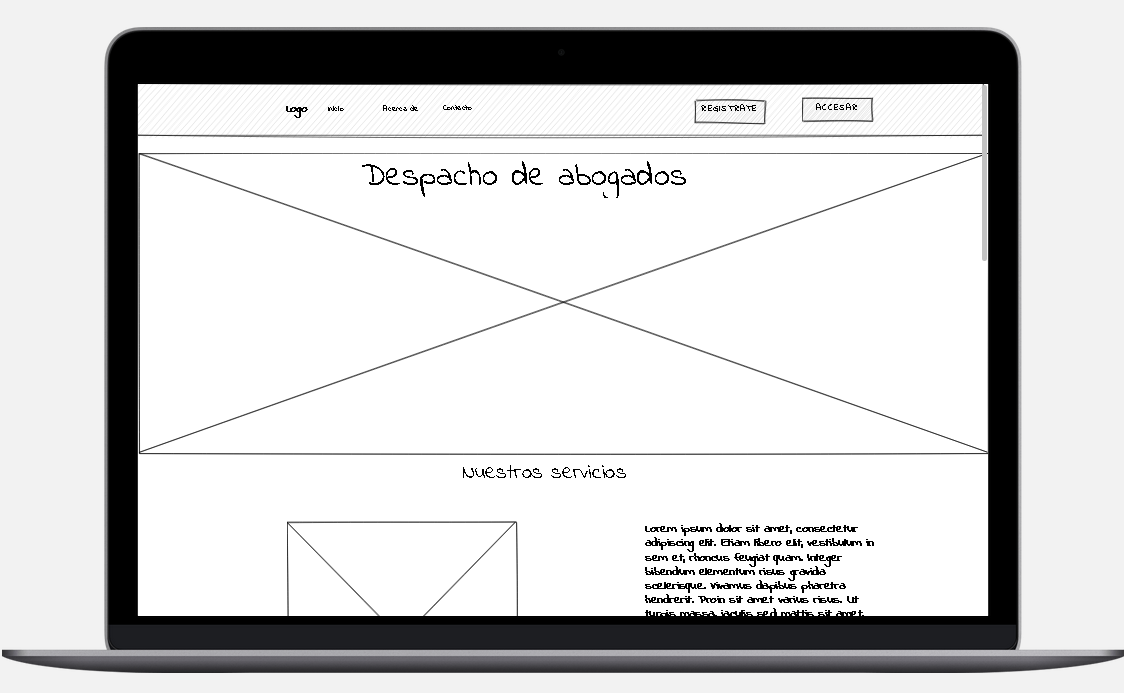 Logo Inicio Acerca de Contacto REGISTRATE ACCESAR
Despacho de abogados
Nuestros servicios
Lorem ipsum dolor sit amet, consectetur
adipiscing elit. Etiam libero elit, vestibulum in
sem et, rhoncus feugiat quam. Integer
bibendum elementum risus gravida
scelerisque. Vivamus dapibus pharetra
hendrerit. Proin sit amet varius risus. Ut
turpis massa, iaculis sed mattis sit amet,